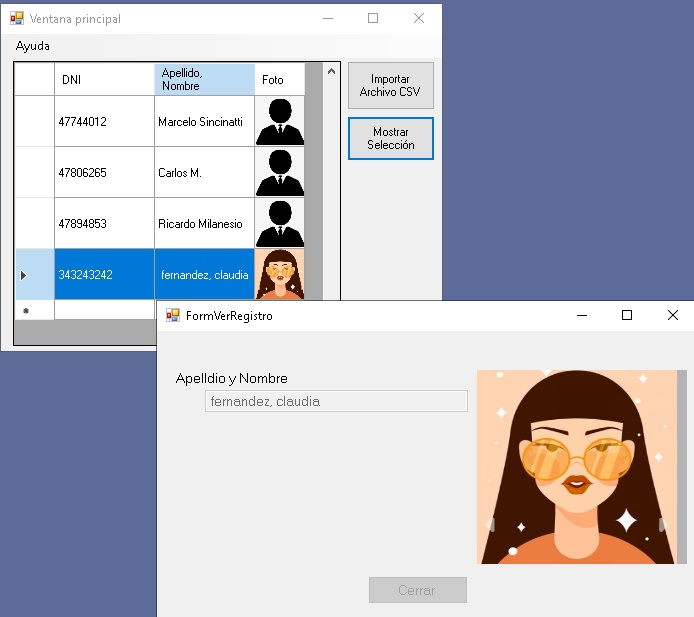 Ventana principal
Ayuda
DNI
Apellido,
Nombre
Foto
47744012
Marcelo Sincinatti
47806265
Carlos M.
47894853
Ricardo Milanesio
343243242
fernandez, claudia
Importar
Archivo CSV
Mostrar
Selección
FormVerRegistro
Apelldio y Nombre
fernandez, claudia
Cerrar